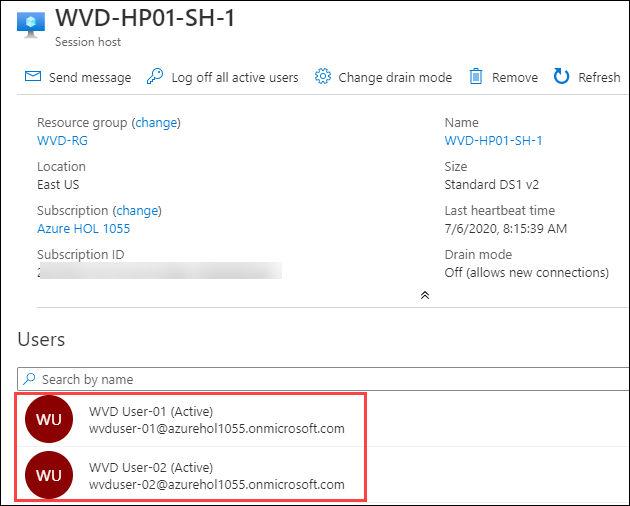 WVD-HP01-SH-1
Session host
Send message Log off all active users Change drain mode Remove Refresh
Resource group (change)
WVD-RG
Location
East US
Subscription (change)
Azure HOL 1055
Subscription ID
Name
WVD-HP01-SH-1
Size
Standard DS1 v2
Last heartbeat time
7/6/2020, 8:15:39 AM
Drain mode
Off (allows new connections)
Users
Search by name
WU
WVD User-01 (Active)
wvduser-01@azurehol1055.onmicrosoft.com
WU
WVD User-02 (Active)
wvduser-02@azurehol1055.onmicrosoft.com